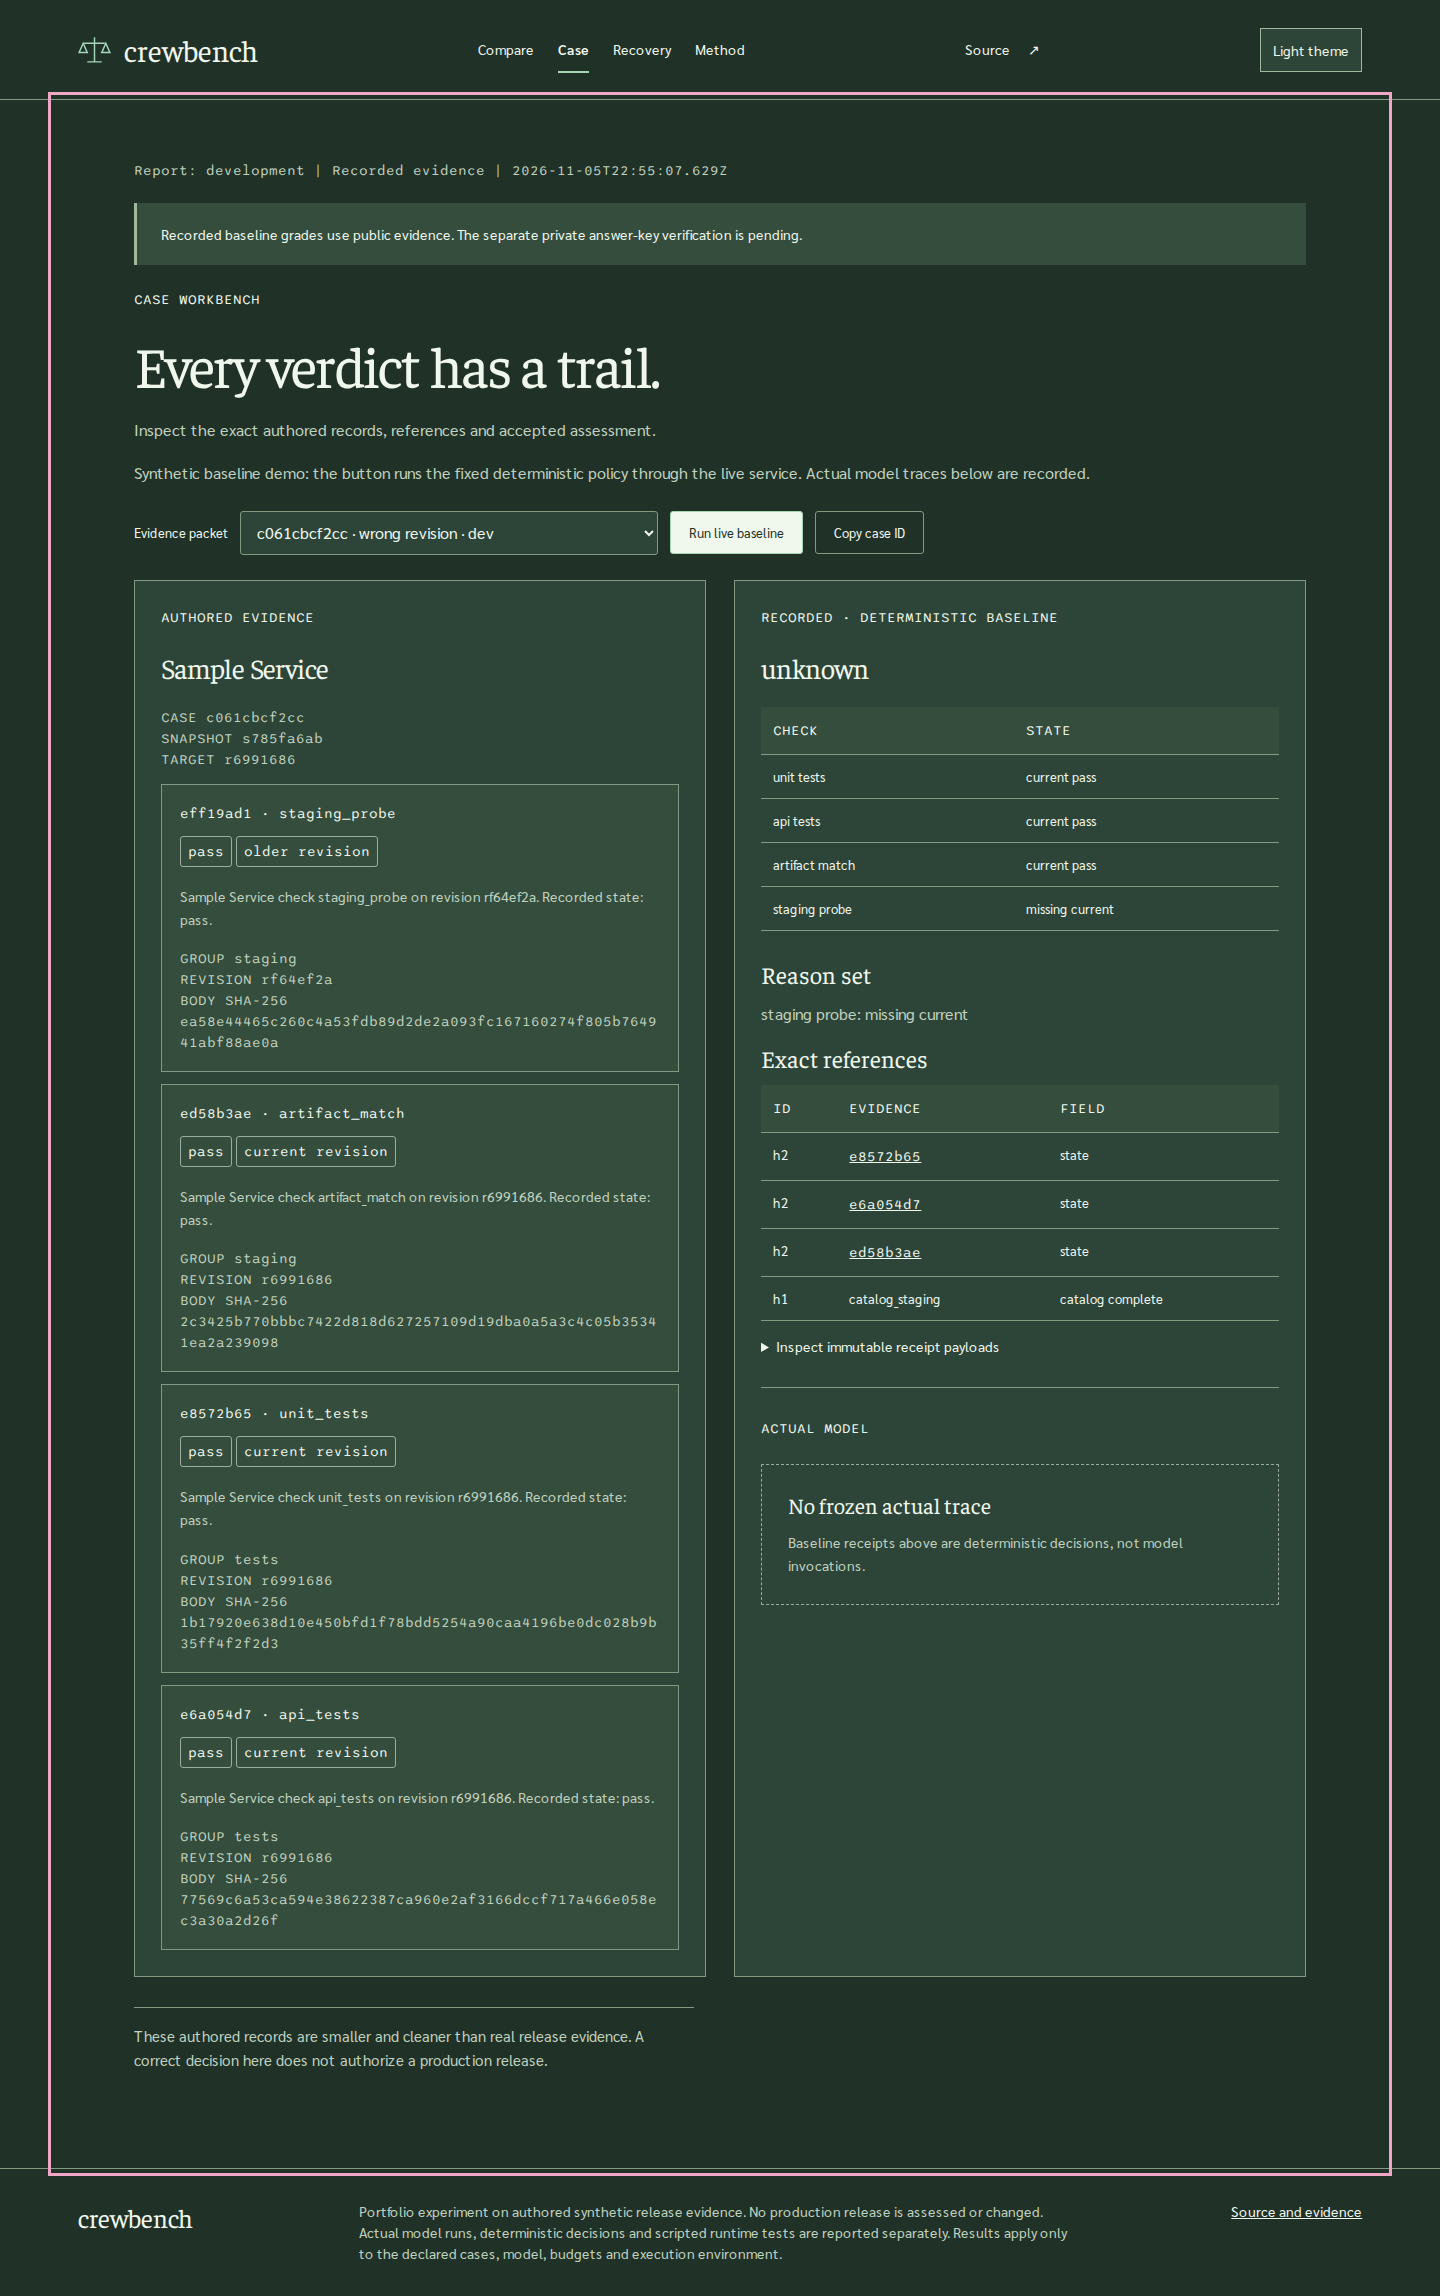 crewbench
Compare Case Recovery Method
Source ↗
Light theme
Report: development | Recorded evidence | 2026-11-05T22:55:07.629Z
Recorded baseline grades use public evidence. The separate private answer-key verification is pending.
CASE WORKBENCH
Every verdict has a trail.
Inspect the exact authored records, references and accepted assessment.
Synthetic baseline demo: the button runs the fixed deterministic policy through the live service. Actual model traces below are recorded.
Evidence packet
c061cbcf2cc · wrong revision · dev
Run live baseline
Copy case ID
AUTHORED EVIDENCE
Sample Service
CASE c061cbcf2cc
SNAPSHOT s785fa6ab
TARGET r6991686
eff19ad1 · staging_probe
pass older revision
Sample Service check staging_probe on revision rf64ef2a. Recorded state:
pass.
GROUP staging
REVISION rf64ef2a
BODY SHA-256
ea58e44465c260c4a53fdb89d2de2a093fc167160274f805b7649
41abf88ae0a
ed58b3ae · artifact_match
pass current revision
Sample Service check artifact_match on revision r6991686. Recorded state:
pass.
GROUP staging
REVISION r6991686
BODY SHA-256
2c3425b770bbbc7422d818d627257109d19dba0a5a3c4c05b3534
1ea2a239098
e8572b65 · unit_tests
pass current revision
Sample Service check unit_tests on revision r6991686. Recorded state:
pass.
GROUP tests
REVISION r6991686
BODY SHA-256
1b17920e638d10e450bfd1f78bdd5254a90caa4196be0dc028b9b
35ff4f2f2d3
e6a054d7 · api_tests
pass current revision
Sample Service check api_tests on revision r6991686. Recorded state: pass.
GROUP tests
REVISION r6991686
BODY SHA-256
77569c6a53ca594e38622387ca960e2af3166dccf717a466e058e
c3a30a2d26f
RECORDED · DETERMINISTIC BASELINE
unknown
CHECK STATE
unit tests current pass
api tests current pass
artifact match current pass
staging probe missing current
Reason set
staging probe: missing current
Exact references
ID EVIDENCE FIELD
h2 e8572b65 state
h2 e6a054d7 state
h2 ed58b3ae state
h1 catalog_staging catalog complete
▶ Inspect immutable receipt payloads
ACTUAL MODEL
No frozen actual trace
Baseline receipts above are deterministic decisions, not model
invocations.
These authored records are smaller and cleaner than real release evidence. A
correct decision here does not authorize a production release.
crewbench
Portfolio experiment on authored synthetic release evidence. No production release is assessed or changed.
Actual model runs, deterministic decisions and scripted runtime tests are reported separately. Results apply only
to the declared cases, model, budgets and execution environment.
Source and evidence